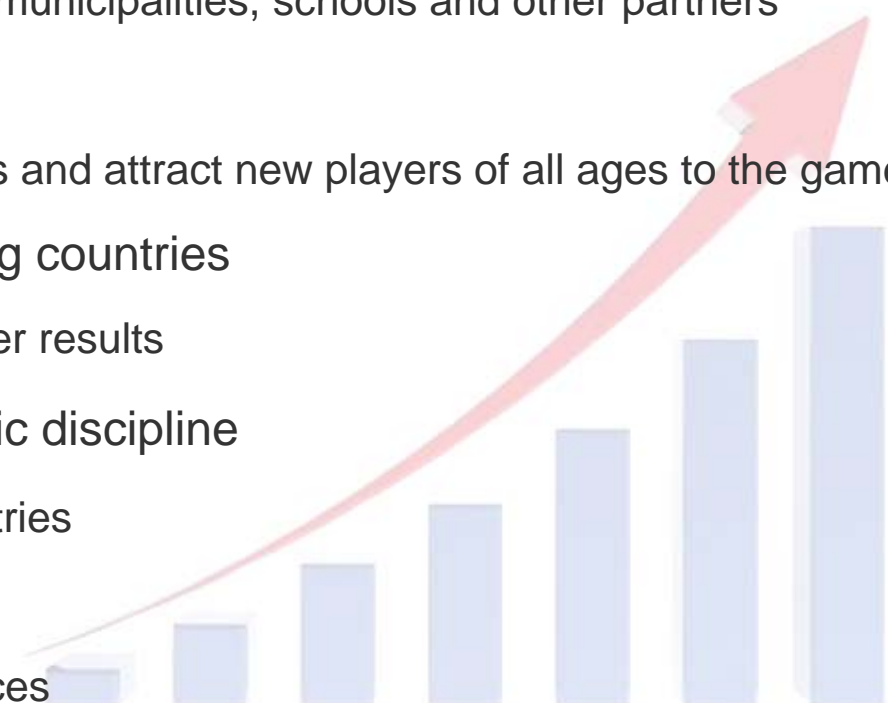 municipalities, schools and other partners
s and attract new players of all ages to the game
g countries
er results
ic discipline
tries
ces